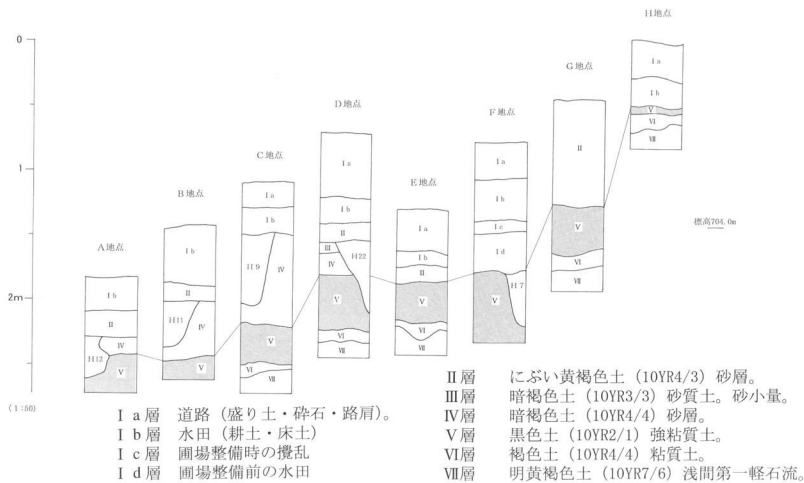 H地点
0
Ⅰa
G地点
Ⅰb
D地点
Ⅴ
F地点
Ⅵ
Ⅶ
Ⅰa
Ⅰa
C地点
Ⅱ
1
E地点
B地点
Ⅰa
Ⅰb
Ⅰb
Ⅰb
Ⅰa
Ⅰc
Ⅴ
標高704.0m
A地点
Ⅱ
Ⅰb
Ⅲ
H22
Ⅰb
Ⅰd
Ⅳ
Ⅱ
Ⅵ
H9
Ⅳ
H7
Ⅶ
Ⅰb
Ⅱ
2m
Ⅴ
Ⅴ
Ⅴ
Ⅱ
H11
Ⅳ
Ⅴ
Ⅵ
Ⅵ
H12
Ⅳ
Ⅶ
Ⅶ
Ⅴ
Ⅴ
Ⅵ
Ⅶ
(1:50)
Ⅰa層 道路(盛り土・砕石・路肩)。
Ⅰb層 水田(耕土・床土)
Ⅰc層 圃場整備時の攪乱
Ⅰd層 圃場整備前の水田
Ⅱ層 にぶい黄褐色土(10YR4/3)砂層。
Ⅲ層 暗褐色土(10YR3/3)砂質土。砂小量。
Ⅳ層 暗褐色土(10YR4/4)砂層。
Ⅴ層 黒色土(10YR2/1)強粘質土。
Ⅵ層 褐色土(10YR4/4)粘質土。
Ⅶ層 明黄褐色土(10YR7/6)浅間第一軽石流。